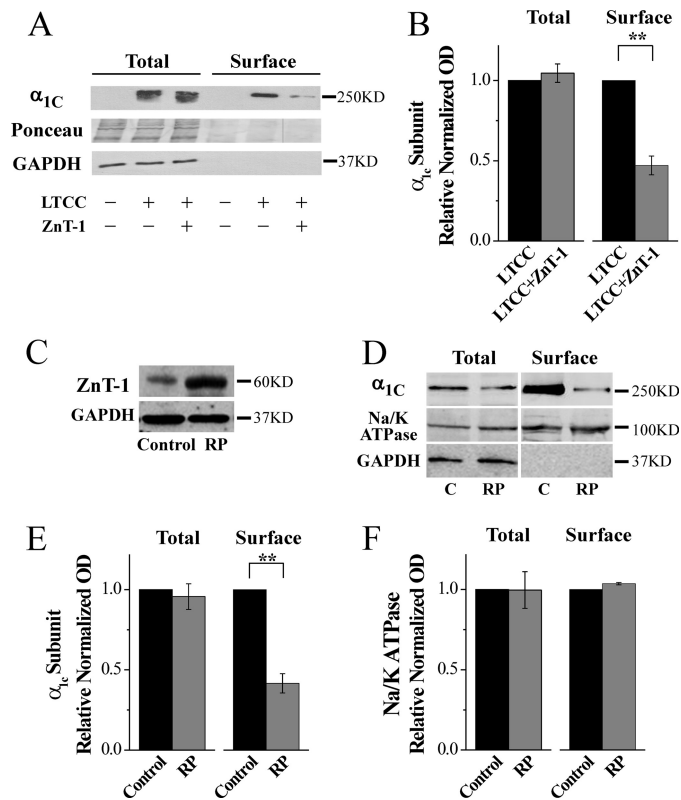 A
Total Surface
α1C
250KD
Ponceau
GAPDH
37KD
LTCC − + + − + +
ZnT-1 − − + − − +
B
Total Surface
**
α1c Subunit
Relative Normalized OD
1.0
0.5
0.0
LTCC
LTCC+ZnT-1
LTCC
LTCC+ZnT-1
C
ZnT-1
60KD
GAPDH
37KD
Control RP
D
Total Surface
α1C
250KD
Na/K
ATPase
100KD
GAPDH
37KD
C RP C RP
E
Total Surface
**
α1c Subunit
Relative Normalized OD
1.0
0.5
0.0
Control RP Control RP
F
Total Surface
Na/K ATPase
Relative Normalized OD
1.0
0.5
0.0
Control RP Control RP